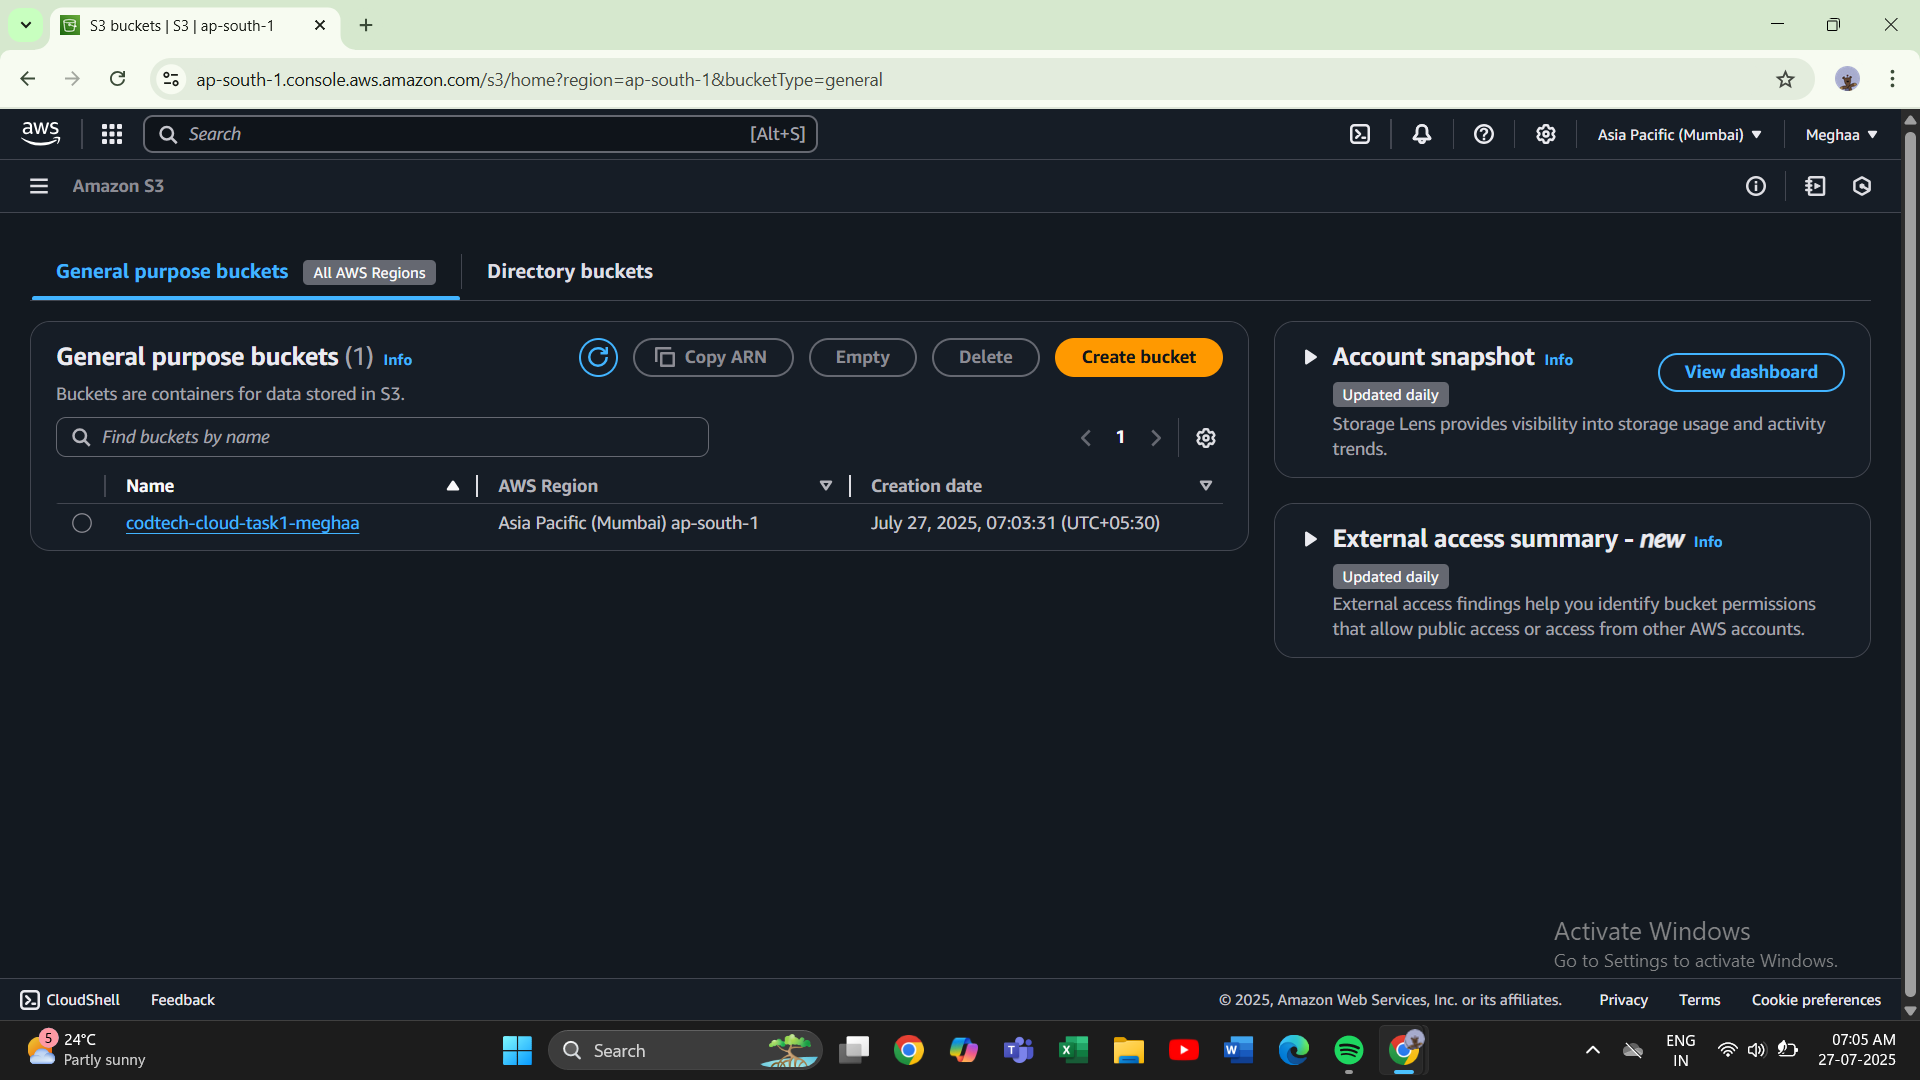 S3 buckets | S3 | ap-south-1
ap-south-1.console.aws.amazon.com/s3/home?region=ap-south-1&bucketType=general
aws
Search
[Alt+S]
Asia Pacific (Mumbai)
Meghaa
Amazon S3
General purpose buckets
All AWS Regions
Directory buckets
General purpose buckets (1) Info
Copy ARN
Empty
Delete
Create bucket
Buckets are containers for data stored in S3.
Find buckets by name
1
Name
AWS Region
Creation date
codtech-cloud-task1-meghaa
Asia Pacific (Mumbai) ap-south-1
July 27, 2025, 07:03:31 (UTC+05:30)
Account snapshot Info
View dashboard
Updated daily
Storage Lens provides visibility into storage usage and activity
trends.
External access summary - new Info
Updated daily
External access findings help you identify bucket permissions
that allow public access or access from other AWS accounts.
Activate Windows
Go to Settings to activate Windows.
CloudShell
Feedback
© 2025, Amazon Web Services, Inc. or its affiliates.
Privacy
Terms
Cookie preferences
5
24°C
Partly sunny
Search
ENG
IN
07:05 AM
27-07-2025